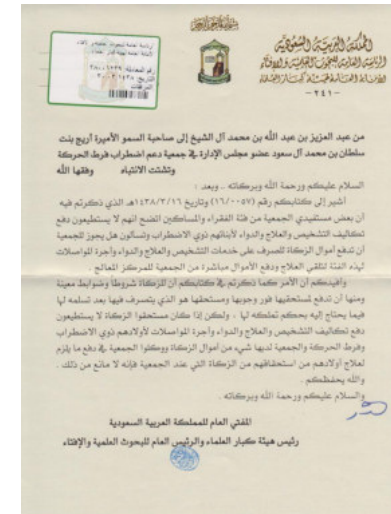 المملكة العربية السعودية
الرئاسة العامة للبحوث العلمية والإفتاء
الأمانة العامة لهيئة كبار العلماء
- ٢٤١ -
من عبد العزيز بن عبد الله بن محمد آل الشيخ إلى صاحبة السمو الأميرة أريج بنت
سلطان بن محمد آل سعود عضو مجلس الإدارة في جمعية دعم اضطراب فرط الحركة
وتشتت الانتباه وفقها الله
السلام عليكم ورحمة الله وبركاته .. وبعد :
أشير إلى كتابكم رقم (١٦/٠٠٥٧) وتاريخ ١٤٣٨/٣/١٦هـ الذي ذكرتم فيه
أن بعض مستفيدي الجمعية من فئة الفقراء والمساكين اتضح انهم لا يستطيعون دفع
تكاليف التشخيص والعلاج والدواء لأبنائهم ذوي الاضطراب وتسألون هل يجوز للجمعية
أن تدفع أموال الزكاة للصرف على خدمات التشخيص والعلاج وأجرة المواصلات
لهذه الفئة لتلقي العلاج ودفع الأموال مباشرة من الجمعية للمركز المعالج .
وأفيدكم أن الأمر كما ذكرتم في كتابكم أن للزكاة شروطا وضوابط معينة
ومنها أن تدفع لمستحقيها فور وجوبها ومستحقها هو الذي يتصرف فيها بعد تسلمه لها
فيما يحتاج إليه بحكم تملكته لها ، ولكن إذا كان مستحقوا الزكاة لا يستطيعون
دفع تكاليف التشخيص والعلاج والدواء وأجرة المواصلات لأولادهم ذوي الاضطراب
وفرط الحركة والجمعية لديها شيء من أموال الزكاة ووكلوا الجمعية في دفع ما يلزم
لعلاج أولادهم من استحقاقهم من الزكاة التي عند الجمعية فإنه لا مانع من ذلك .
والله يحفظكم .
والسلام عليكم ورحمة الله وبركاته .
المفتي العام للمملكة العربية السعودية
رئيس هيئة كبار العلماء والرئيس العام للبحوث العلمية والإفتاء